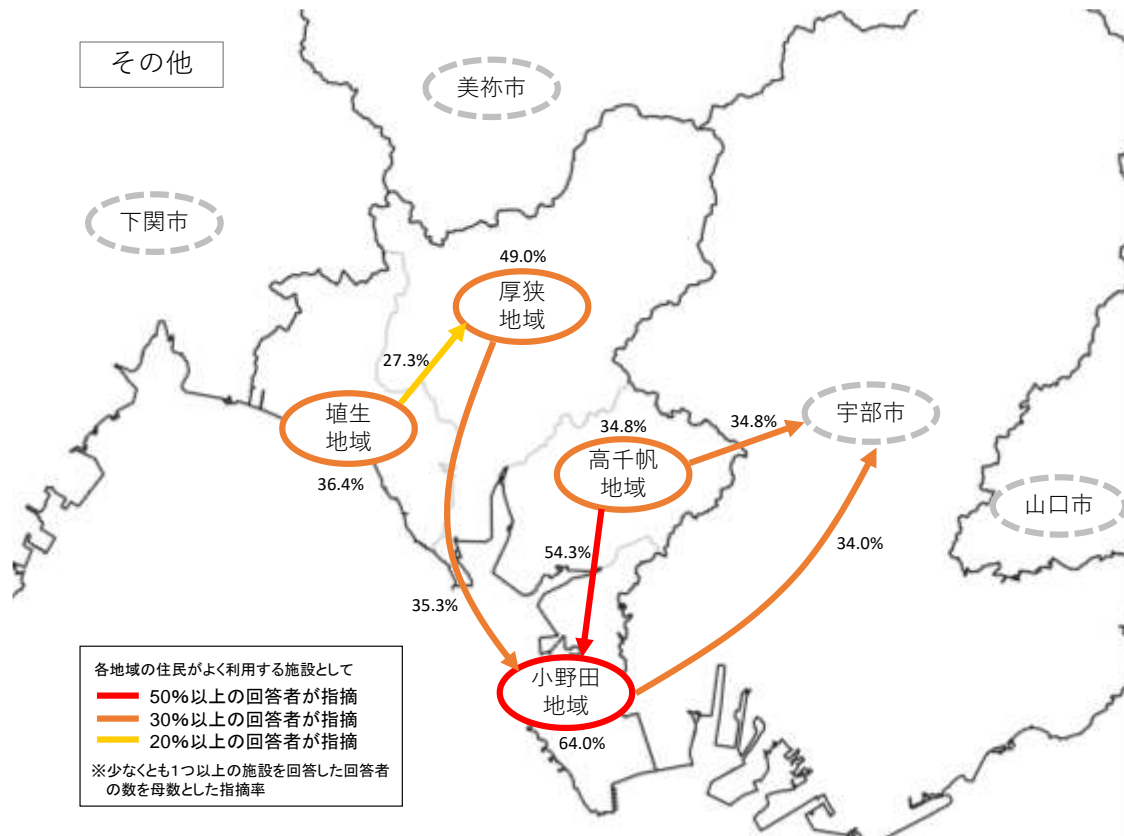 その他
美祢市
下関市
49.0%
厚狭
地域
27.3%
埴生
地域
36.4%
34.8%
高千帆
地域
34.8%
宇部市
山口市
54.3%
34.0%
35.3%
小野田
地域
64.0%
各地域の住民がよく利用する施設として
50%以上の回答者が指摘
30%以上の回答者が指摘
20%以上の回答者が指摘
※少なくとも1つ以上の施設を回答した回答者
の数を母数とした指摘率